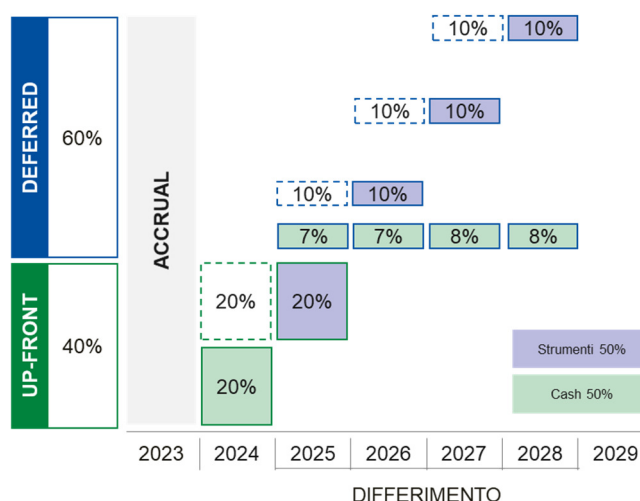 DEFERRED
60%
UP-FRONT
40%
ACCRUAL
10% 10%
10% 10%
10% 10%
7% 7% 8% 8%
20% 20%
20%
Strumenti 50%
Cash 50%
2023 2024 2025 2026 2027 2028 2029
DIFFERIMENTO